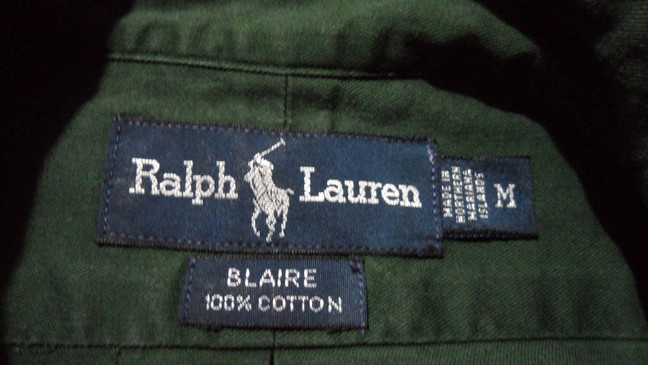 Ralph Lauren
MADE IN
NORTHERN
MARIANA
ISLANDS
M
BLAIRE
100% COTTON